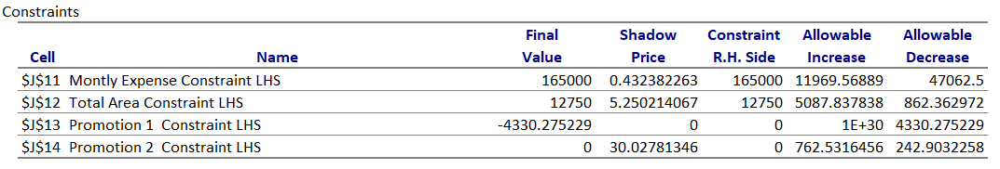 Constraints
Final Shadow Constraint Allowable Allowable
Cell Name Value Price R.H. Side Increase Decrease
$J$11 Montly Expense Constraint LHS 165000 0.432382263 165000 11969.56889 47062.5
$J$12 Total Area Constraint LHS 12750 5.250214067 12750 5087.837838 862.362972
$J$13 Promotion 1 Constraint LHS -4330.275229 0 0 1E+30 4330.275229
$J$14 Promotion 2 Constraint LHS 0 30.02781346 0 762.5316456 242.9032258